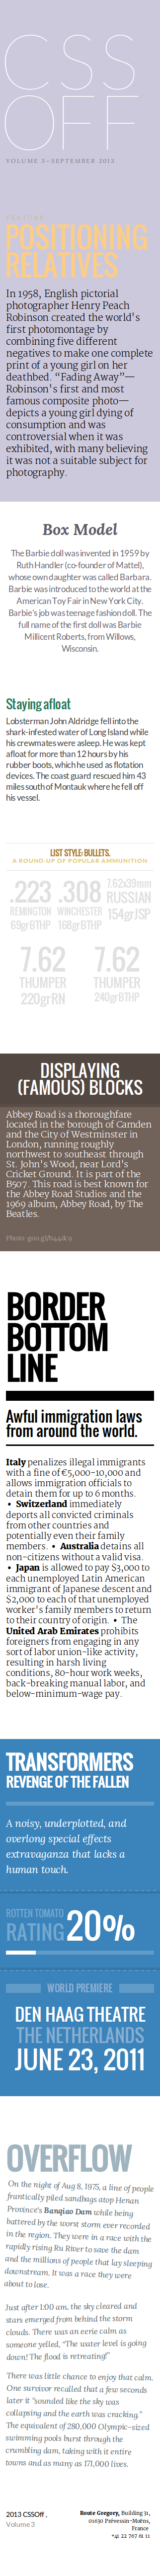 CSS
OFF
VOLUME 3–SEPTEMBER 2013
FEATURE
POSITIONING
RELATIVES
In 1958, English pictorial
photographer Henry Peach
Robinson created the world's
first photomontage by
combining five different
negatives to make one complete
print of a young girl on her
deathbed. “Fading Away”—
Robinson's first and most
famous composite photo—
depicts a young girl dying of
consumption and was
controversial when it was
exhibited, with many believing
it was not a suitable subject for
photography.
Box Model
The Barbie doll was invented in 1959 by
Ruth Handler (co-founder of Mattel),
whose own daughter was called Barbara.
Barbie was introduced to the world at the
American Toy Fair in New York City.
Barbie's job was teenage fashion doll. The
full name of the first doll was Barbie
Millicent Roberts, from Willows,
Wisconsin.
Staying afloat
Lobsterman John Aldridge fell into the
shark-infested water of Long Island while
his crewmates were asleep. He was kept
afloat for more than 12 hours by his
rubber boots, which he used as flotation
devices. The coast guard rescued him 43
miles south of Montauk where he fell off
his vessel.
LIST STYLE: BULLETS.
A ROUND-UP OF POPULAR AMMUNITION
.223 .308 7.62x39mm
REMINGTON WINCHESTER RUSSIAN
69gr BTHP 168gr BTHP 154gr JSP
7.62 7.62
THUMPER THUMPER
220gr RN 240gr BTHP
DISPLAYING
(FAMOUS) BLOCKS
Abbey Road is a thoroughfare
located in the borough of Camden
and the City of Westminster in
London, running roughly
northwest to southeast through
St. John's Wood, near Lord's
Cricket Ground. It is part of the
B507. This road is best known for
the Abbey Road Studios and the
1969 album, Abbey Road, by The
Beatles.
BORDER
BOTTOM
LINE
Awful immigration laws
from around the world.
Italy penalizes illegal immigrants
with a fine of €5,000-10,000 and
allows immigration officials to
detain them for up to 6 months.
• Switzerland immediately
deports all convicted criminals
from other countries and
potentially even their family
members. • Australia detains all
non-citizens without a valid visa.
• Japan is allowed to pay $3,000 to
each unemployed Latin American
immigrant of Japanese descent and
$2,000 to each of that unemployed
worker's family members to return
to their country of origin. • The
United Arab Emirates prohibits
foreigners from engaging in any
sort of labor union-like activity,
resulting in harsh living
conditions, 80-hour work weeks,
back-breaking manual labor, and
below-minimum-wage pay.
TRANSFORMERS
REVENGE OF THE FALLEN
A noisy, underplotted, and
overlong special effects
extravaganza that lacks a
human touch.
ROTTEN TOMATO
RATING 20%
WORLD PREMIERE
DEN HAAG THEATRE
THE NETHERLANDS
JUNE 23, 2011
OVERFLOW
On the night of Aug 8, 1975, a line of people
frantically piled sandbags atop Henan
Province's Banqiao Dam while being
battered by the worst storm ever recorded
in the region. They were in a race with the
rapidly rising Ru River to save the dam
and the millions of people that lay sleeping
downstream. It was a race they were
about to lose.
Just after 1:00 am, the sky cleared and
stars emerged from behind the storm
clouds. There was an eerie calm as
someone yelled, “The water level is going
down! The flood is retreating!”
There was little chance to enjoy that calm.
One survivor recalled that a few seconds
later it “sounded like the sky was
collapsing and the earth was cracking.”
The equivalent of 280,000 Olympic-sized
swimming pools burst through the
crumbling dam, taking with it entire
towns and as many as 171,000 lives.
2013 CSSOff ,
Volume 3
Route Gregory, Building 31,
01630 Prévessin-Moëns,
France
+41 22 767 61 11